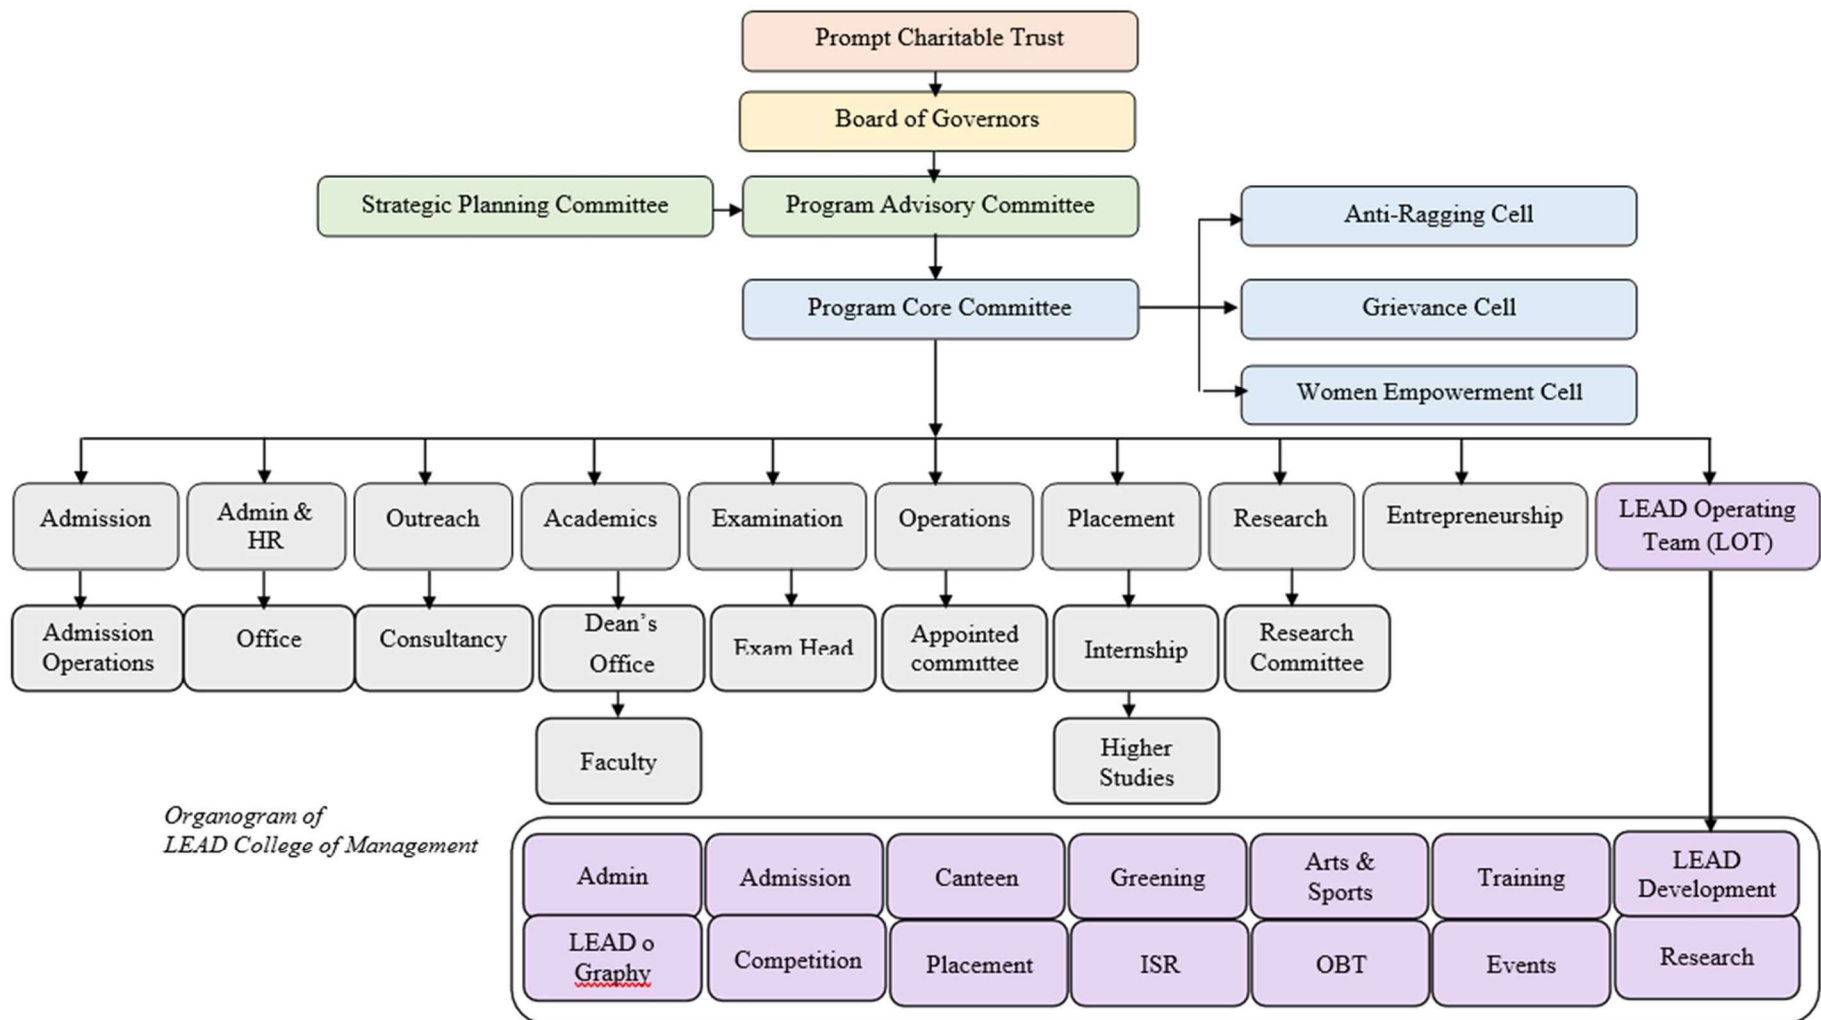 Prompt Charitable Trust
Board of Governors
Strategic Planning Committee
Program Advisory Committee
Anti-Ragging Cell
Program Core Committee
Grievance Cell
Women Empowerment Cell
Admission
Admin &
HR
Outreach
Academics
Examination
Operations
Placement
Research
Entrepreneurship
LEAD Operating
Team (LOT)
Admission
Operations
Office
Consultancy
Dean's
Office
Exam Head
Appointed
committee
Internship
Research
Committee
Faculty
Higher
Studies
Organogram of
LEAD College of Management
Admin
Admission
Canteen
Greening
Arts &
Sports
Training
LEAD
Development
LEAD o
Graphy
Competition
Placement
ISR
OBT
Events
Research